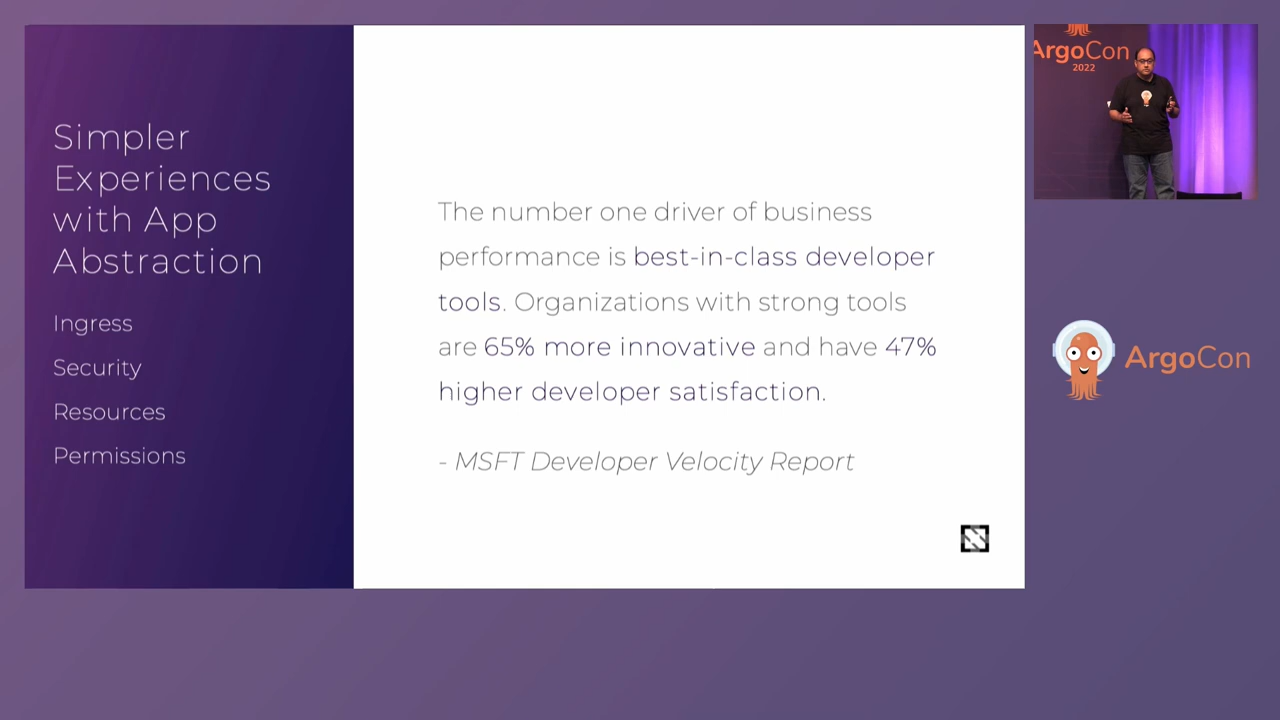 Simpler
Experiences
with App
Abstraction
Ingress
Security
Resources
Permissions
The number one driver of business
performance is best-in-class developer
tools. Organizations with strong tools
are 65% more innovative and have 47%
higher developer satisfaction.
- MSFT Developer Velocity Report
ArgoCon
2022
ArgoCon